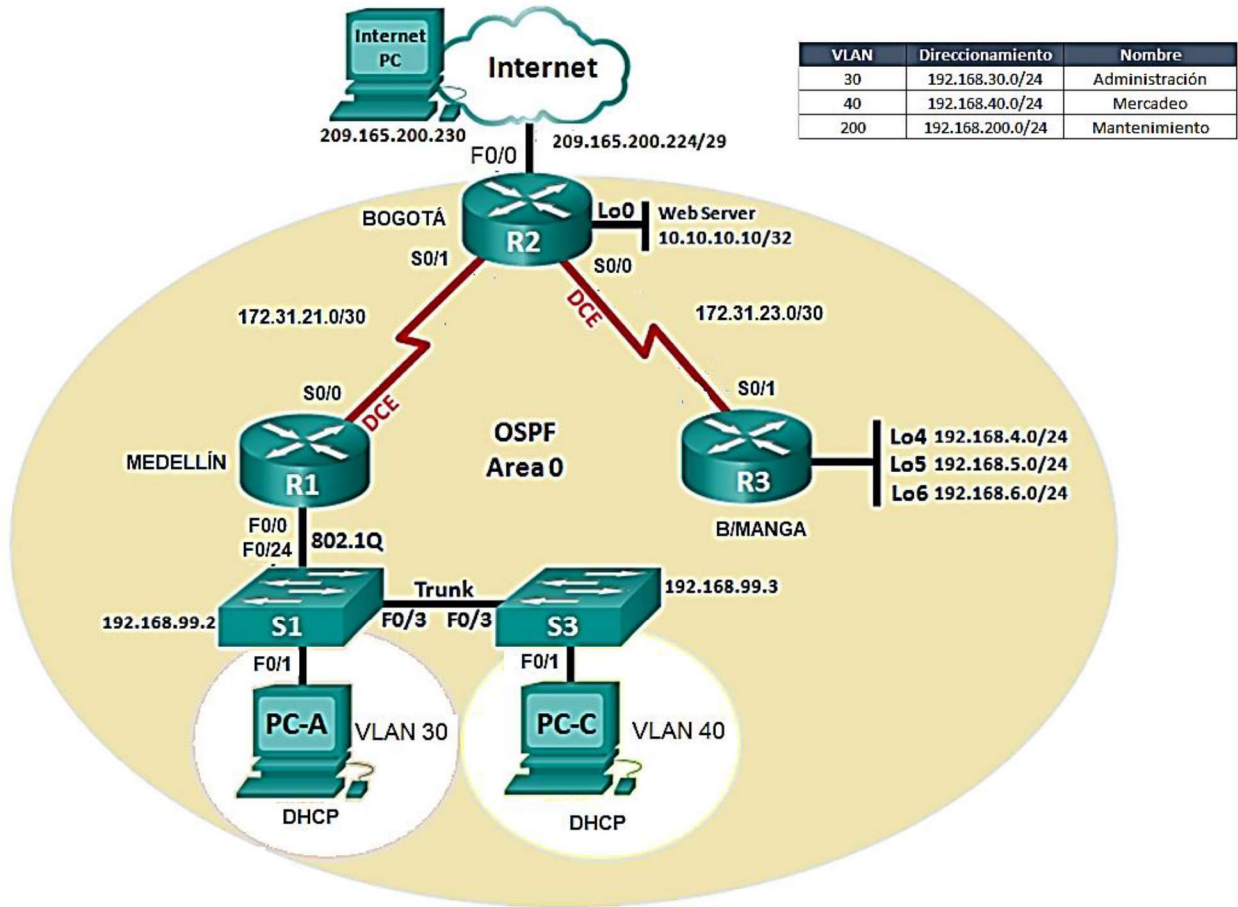 Internet
PC
Internet
209.165.200.230
209.165.200.224/29
F0/0
VLAN Direccionamiento Nombre
30 192.168.30.0/24 Administración
40 192.168.40.0/24 Mercadeo
200 192.168.200.0/24 Mantenimiento
BOGOTÁ
R2
Lo0
Web Server
10.10.10.10/32
S0/1
S0/0
DCE
172.31.21.0/30
172.31.23.0/30
S0/0
DCE
S0/1
OSPF
Area 0
MEDELLÍN
R1
R3
B/MANGA
Lo4 192.168.4.0/24
Lo5 192.168.5.0/24
Lo6 192.168.6.0/24
F0/0
F0/24
802.1Q
Trunk
192.168.99.2
S1
F0/3
F0/3
S3
192.168.99.3
F0/1
F0/1
PC-A
VLAN 30
PC-C
VLAN 40
DHCP
DHCP